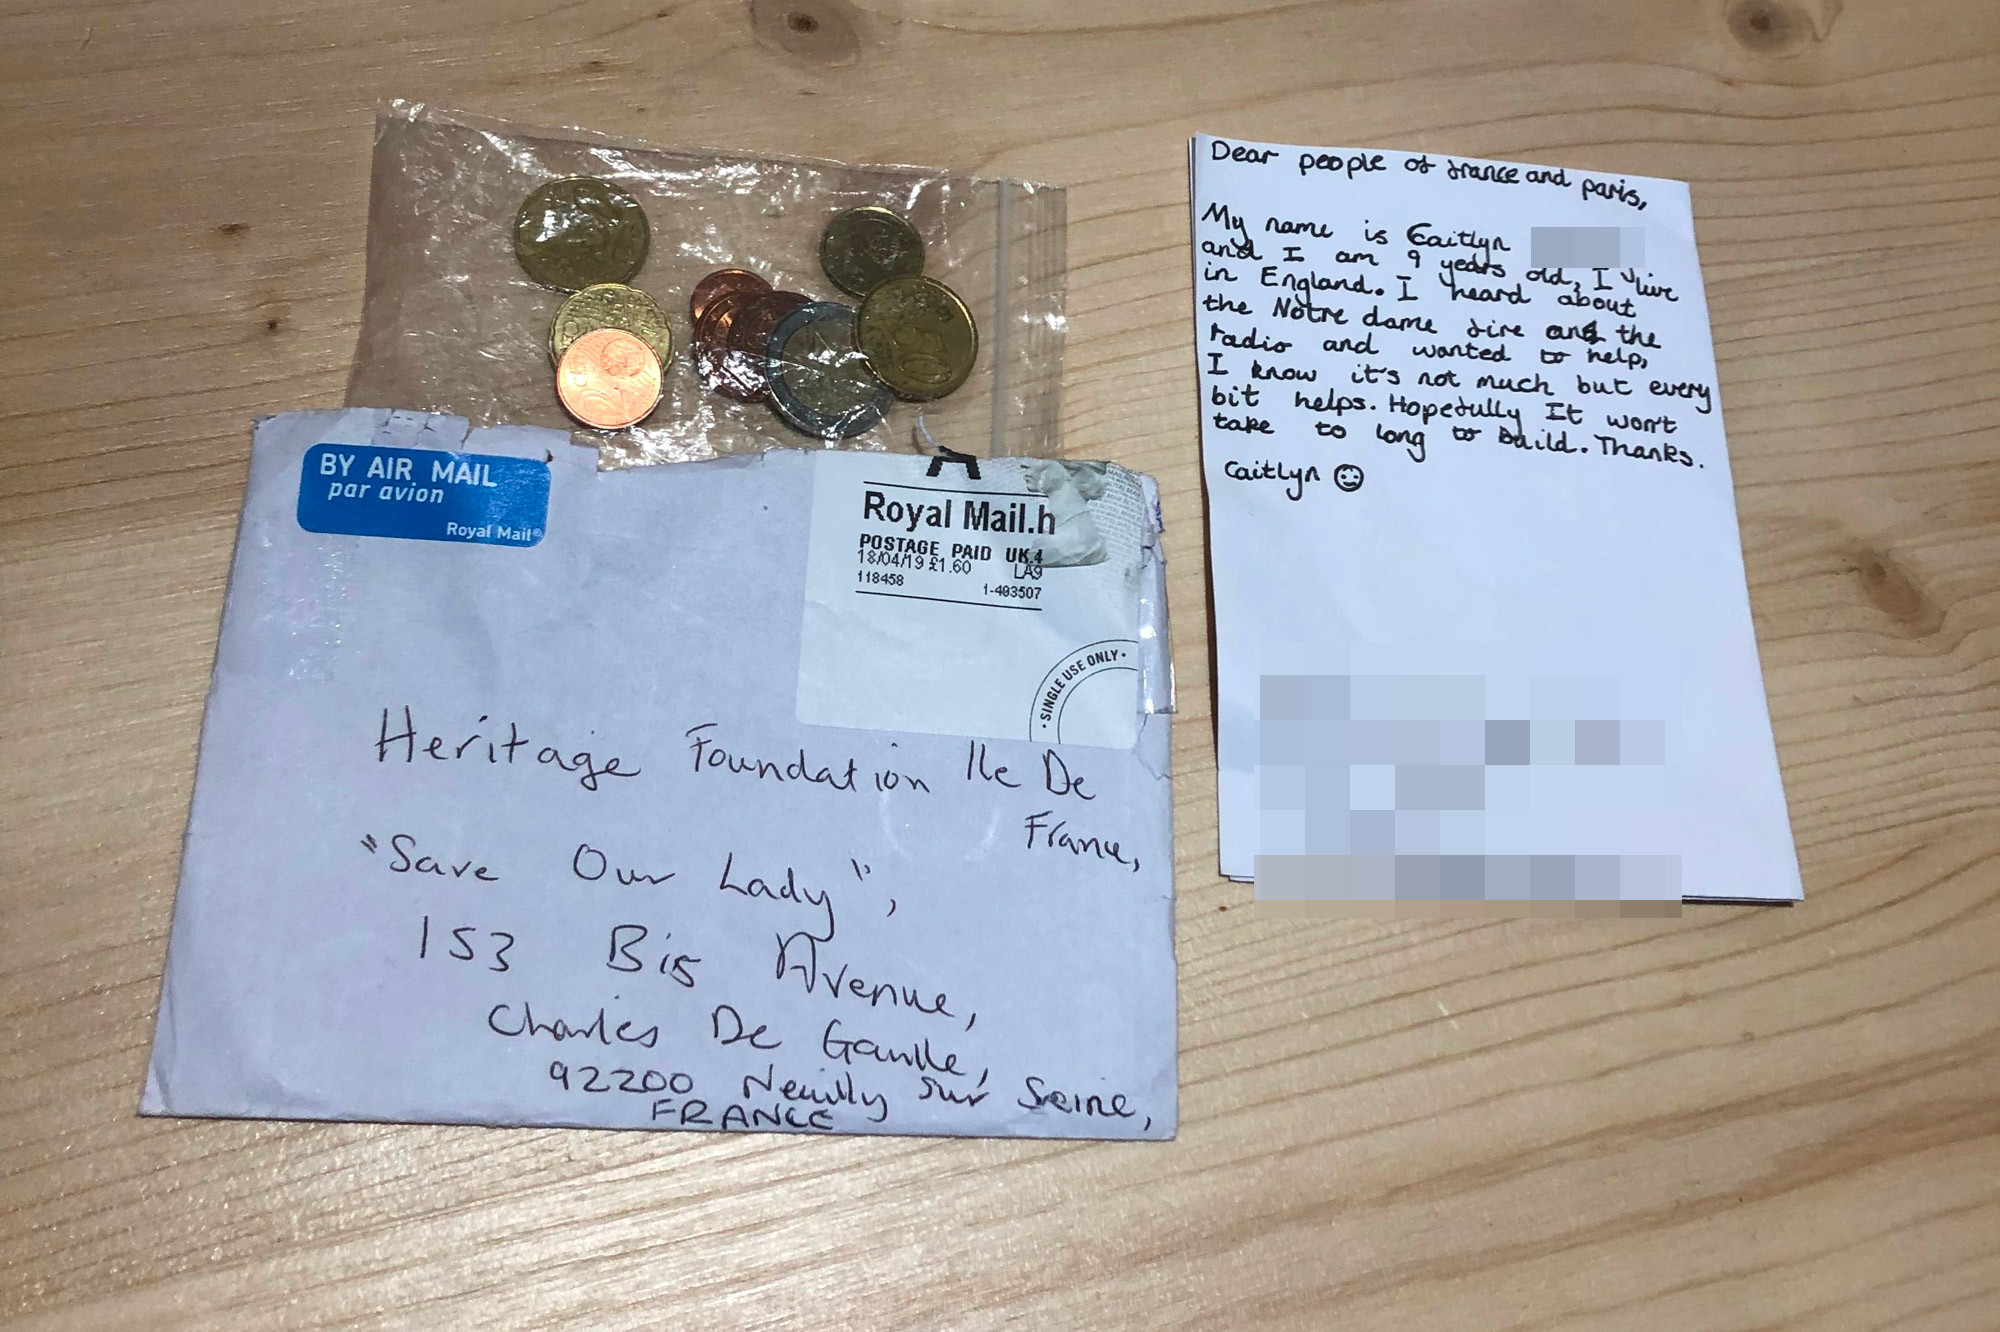 BY AIR MAIL
par avion
Royal Mail®
Royal Mail.h
POSTAGE PAID UK.4
18/04/19 £1.60 LA9
118458 1-403507
· SINGLE USE ONLY ·
Heritage Foundation Ile De
France,
"Save Our Lady",
153 Bis Avenue,
Charles De Gaulle,
92200 Neuilly sur Seine,
FRANCE
Dear people of france and paris,
My name is Caitlyn
and I am 9 years old, I live
in England. I heard about
the Notre dame fire and the
radio and wanted to help,
I know it's not much but every
bit helps. Hopefully It won't
take to long to build. Thanks.
Caitlyn ☺